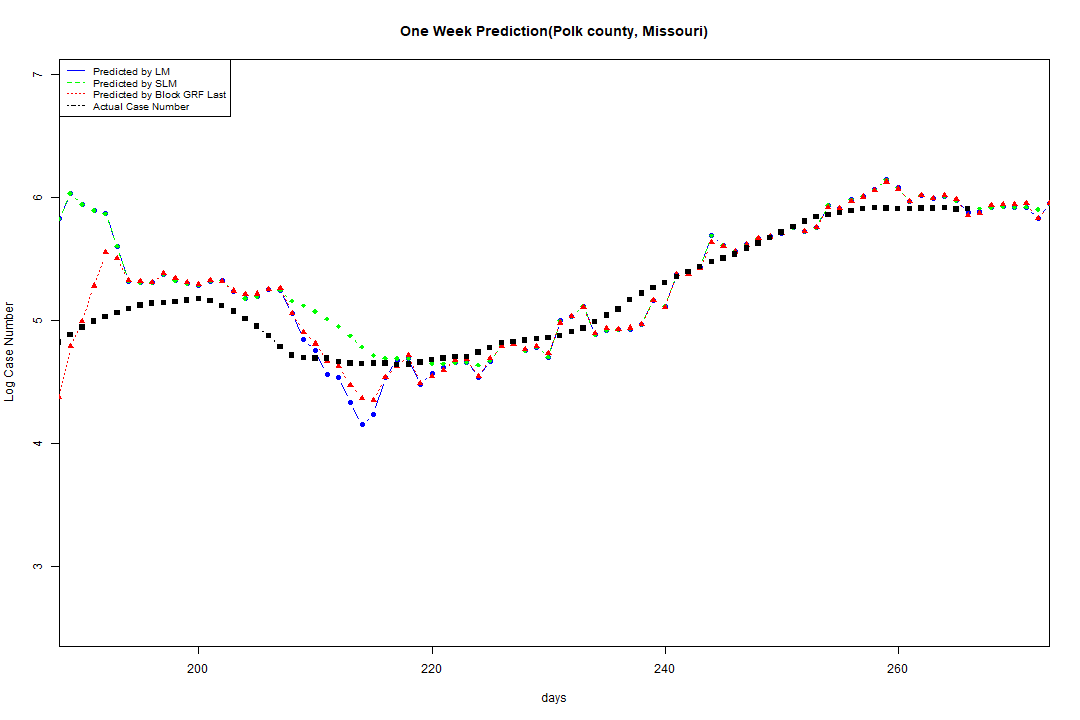 One Week Prediction(Polk county, Missouri)
Predicted by LM
Predicted by SLM
Predicted by Block GRF Last
Actual Case Number
7
6
5
4
3
Log Case Number
200
220
240
260
days